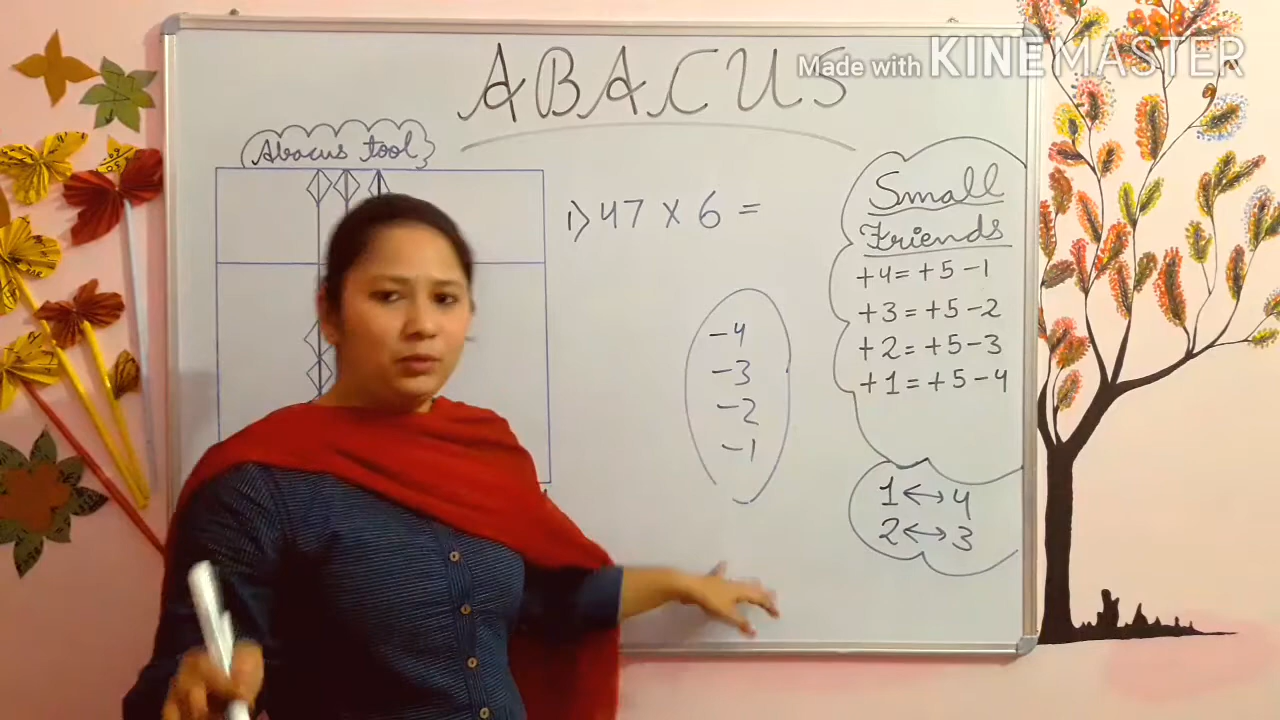 ABACUS
Made with KINEMASTER
Abacus tool
1) 47 × 6 =
-4
-3
-2
-1
Small
Friends
+4 = +5 -1
+3 = +5 -2
+2 = +5 -3
+1 = +5 -4
1 ↔ 4
2 ↔ 3